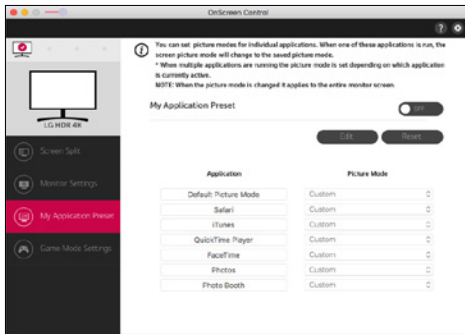 OnScreen Control
You can set picture modes for individual applications. When one of these applications is run, the
screen picture mode will change to the saved picture mode.
* When multiple applications are running the picture mode is set depending on which application
is currently active.
NOTE: When the picture mode is changed it applies to the entire monitor screen.
LG HDR 4K
My Application Preset
OFF
Edit
Reset
Screen Split
Monitor Settings
My Application Preset
Game Mode Settings
Application
Picture Mode
Default Picture Mode
Custom
Safari
Custom
iTunes
Custom
QuickTime Player
Custom
FaceTime
Custom
Photos
Custom
Photo Booth
Custom